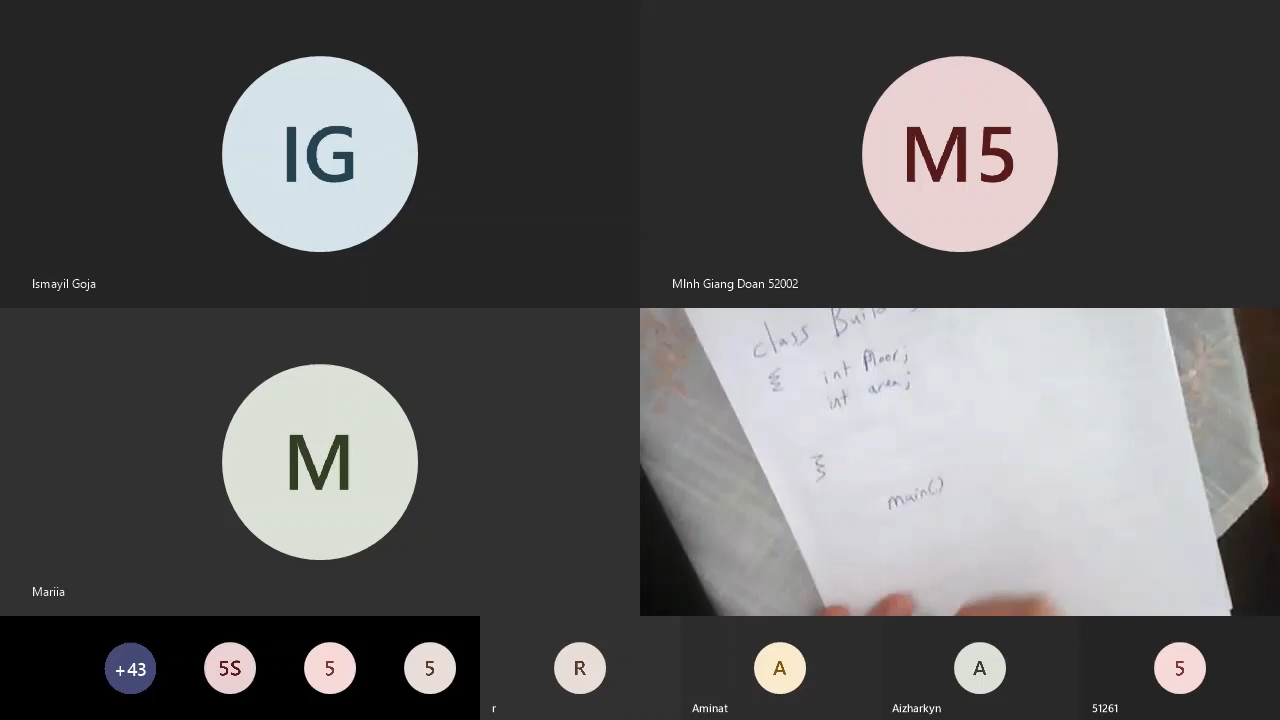 IG
Ismayil Goja
M5
MInh Giang Doan 52002
M
Mariia
class
{ int floor;
int area;
}
main()
+43
5S
5
5
R
r
A
Aminat
A
Aizharkyn
5
51261